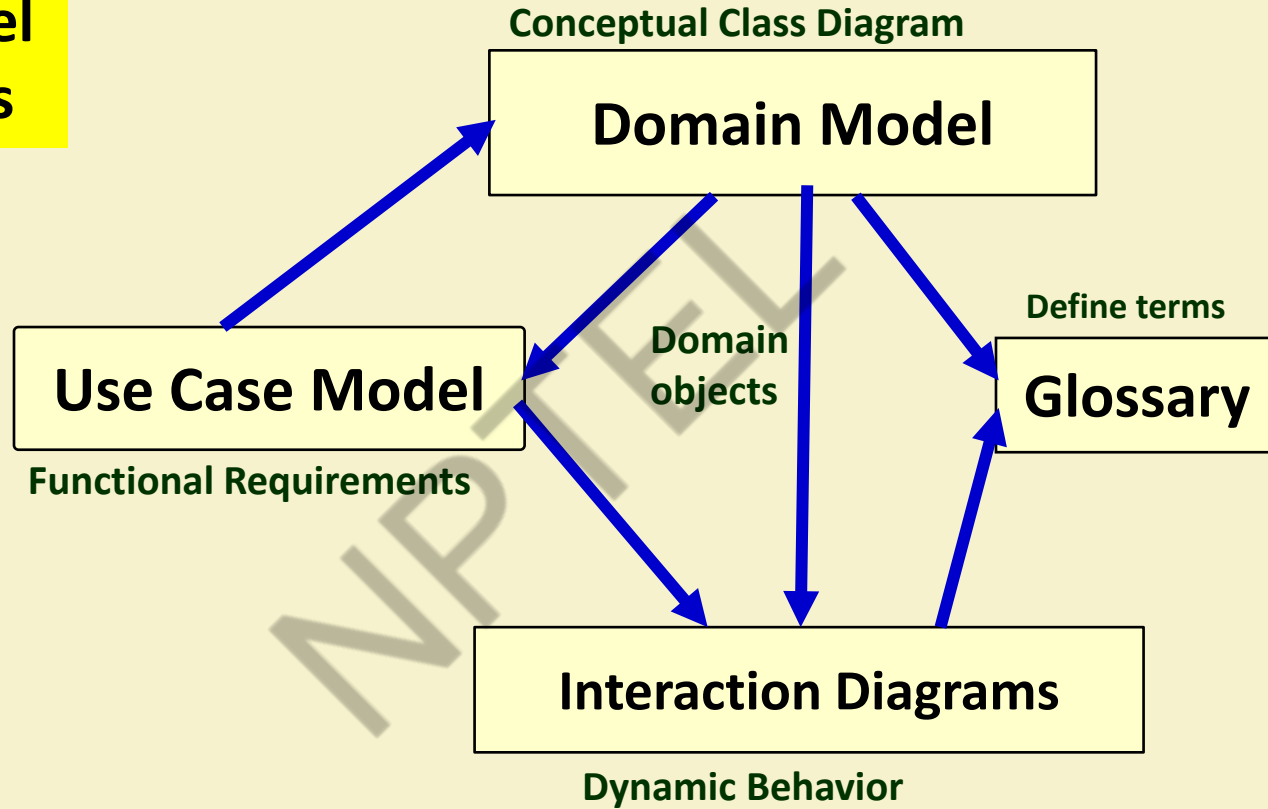 el
s
Conceptual Class Diagram
Domain Model
Define terms
Domain
objects
Use Case Model
Glossary
Functional Requirements
Interaction Diagrams
Dynamic Behavior
NPTEL